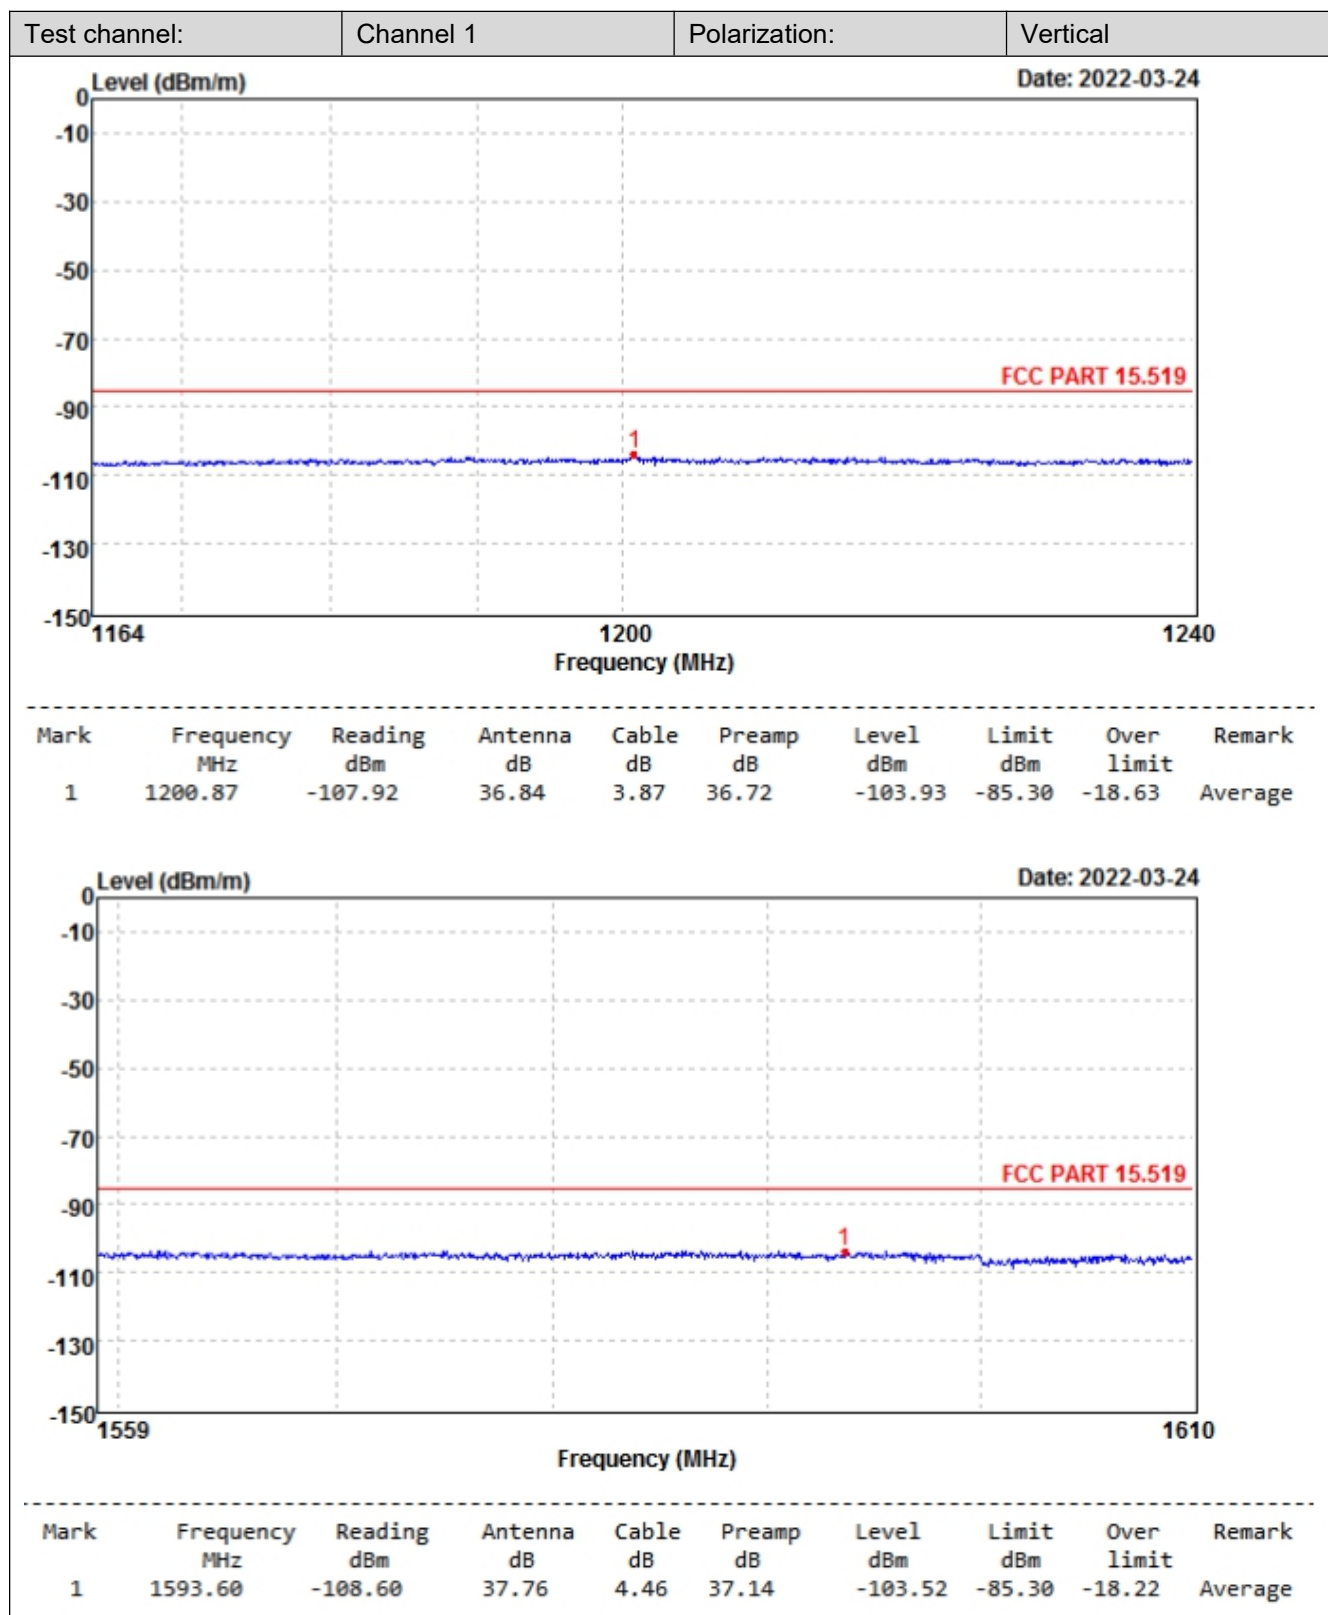 Test channel: Channel 1 Polarization: Vertical
Level (dBm/m) Date: 2022-03-24
0
-10
-30
-50
-70
FCC PART 15.519
-90
1
-110
-130
-150
1164 1200 1240
Frequency (MHz)
Mark Frequency Reading Antenna Cable Preamp Level Limit Over Remark
MHz dBm dB dB dB dBm dBm limit
1 1200.87 -107.92 36.84 3.87 36.72 -103.93 -85.30 -18.63 Average
Level (dBm/m) Date: 2022-03-24
0
-10
-30
-50
-70
FCC PART 15.519
-90
1
-110
-130
-150
1559 1610
Frequency (MHz)
Mark Frequency Reading Antenna Cable Preamp Level Limit Over Remark
MHz dBm dB dB dB dBm dBm limit
1 1593.60 -108.60 37.76 4.46 37.14 -103.52 -85.30 -18.22 Average